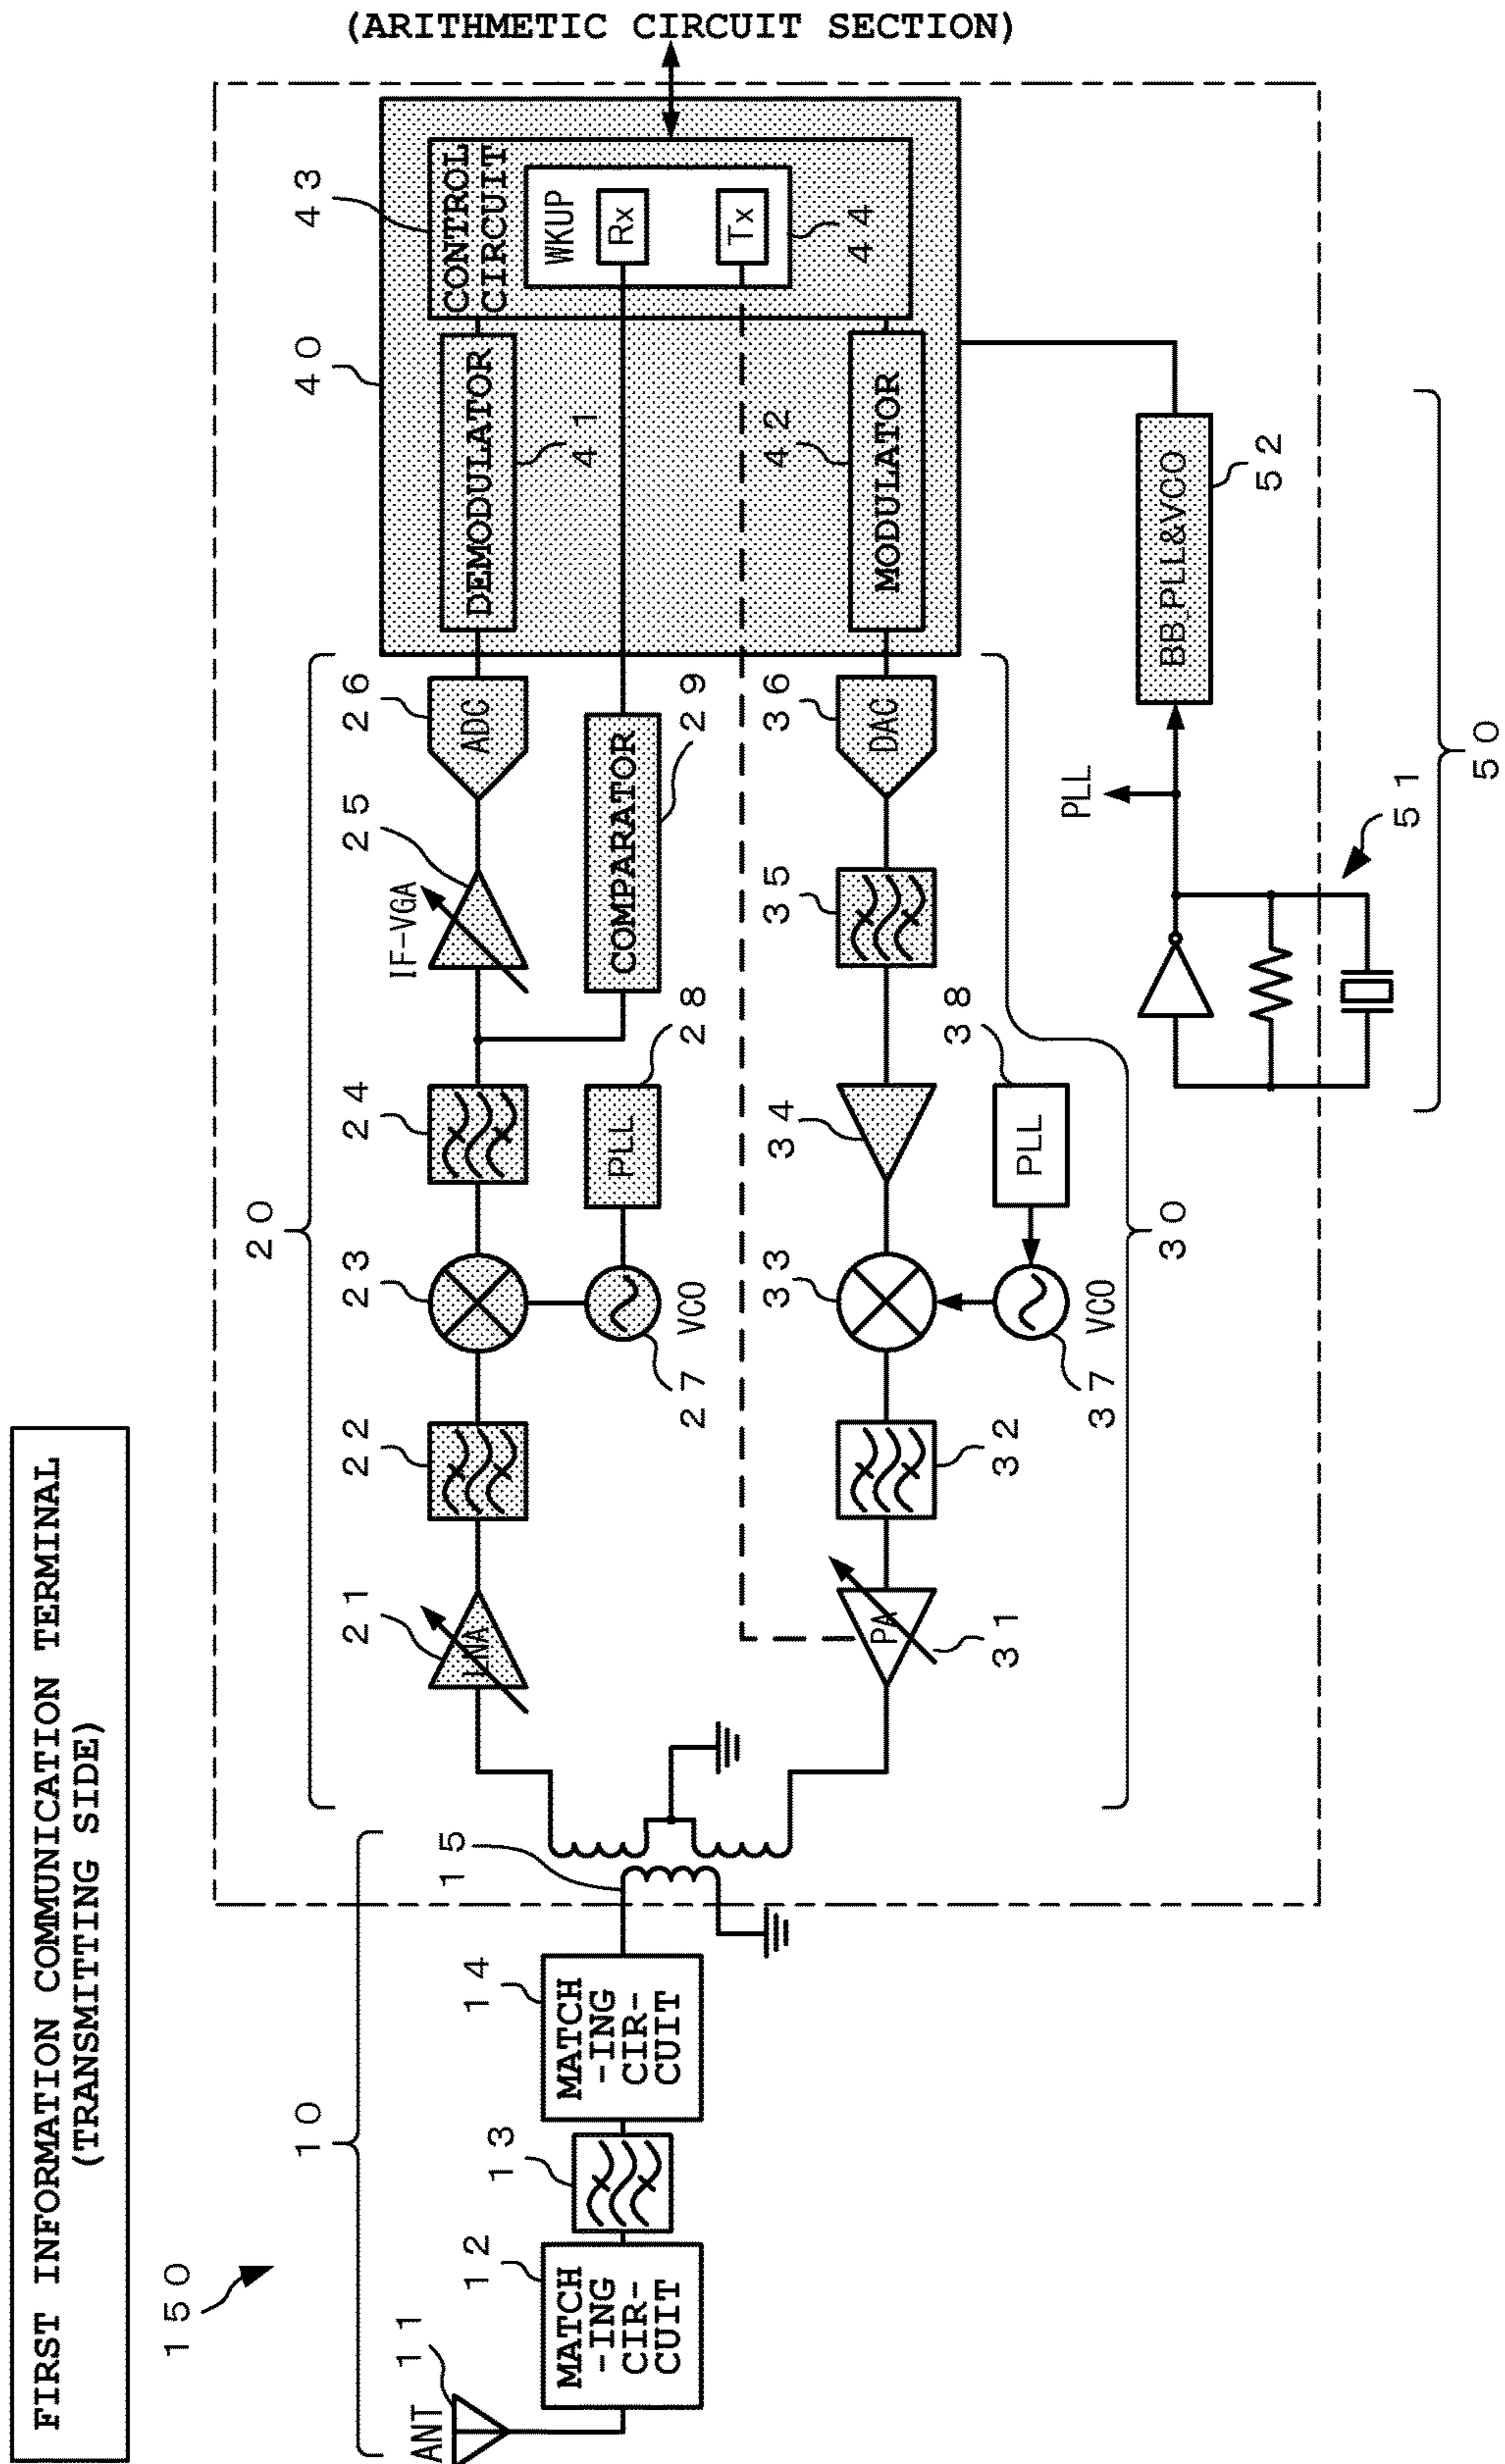 FIRST INFORMATION COMMUNICATION TERMINAL
(TRANSMITTING SIDE)
150
10
ANT
11
MATCH
-ING
CIR-
CUIT
12
13
MATCH
-ING
CIR-
CUIT
14
15
20
LNA
21
22
23
24
IF-VGA
25
ADC
26
VCO
27
PLL
28
COMPARATOR
29
30
PA
31
32
33
34
35
DAC
36
VCO
37
PLL
38
40
DEMODULATOR
41
MODULATOR
42
CONTROL
CIRCUIT
43
WKUP
Rx
Tx
44
(ARITHMETIC CIRCUIT SECTION)
PLL
BB_PLL&VCO
52
51
50